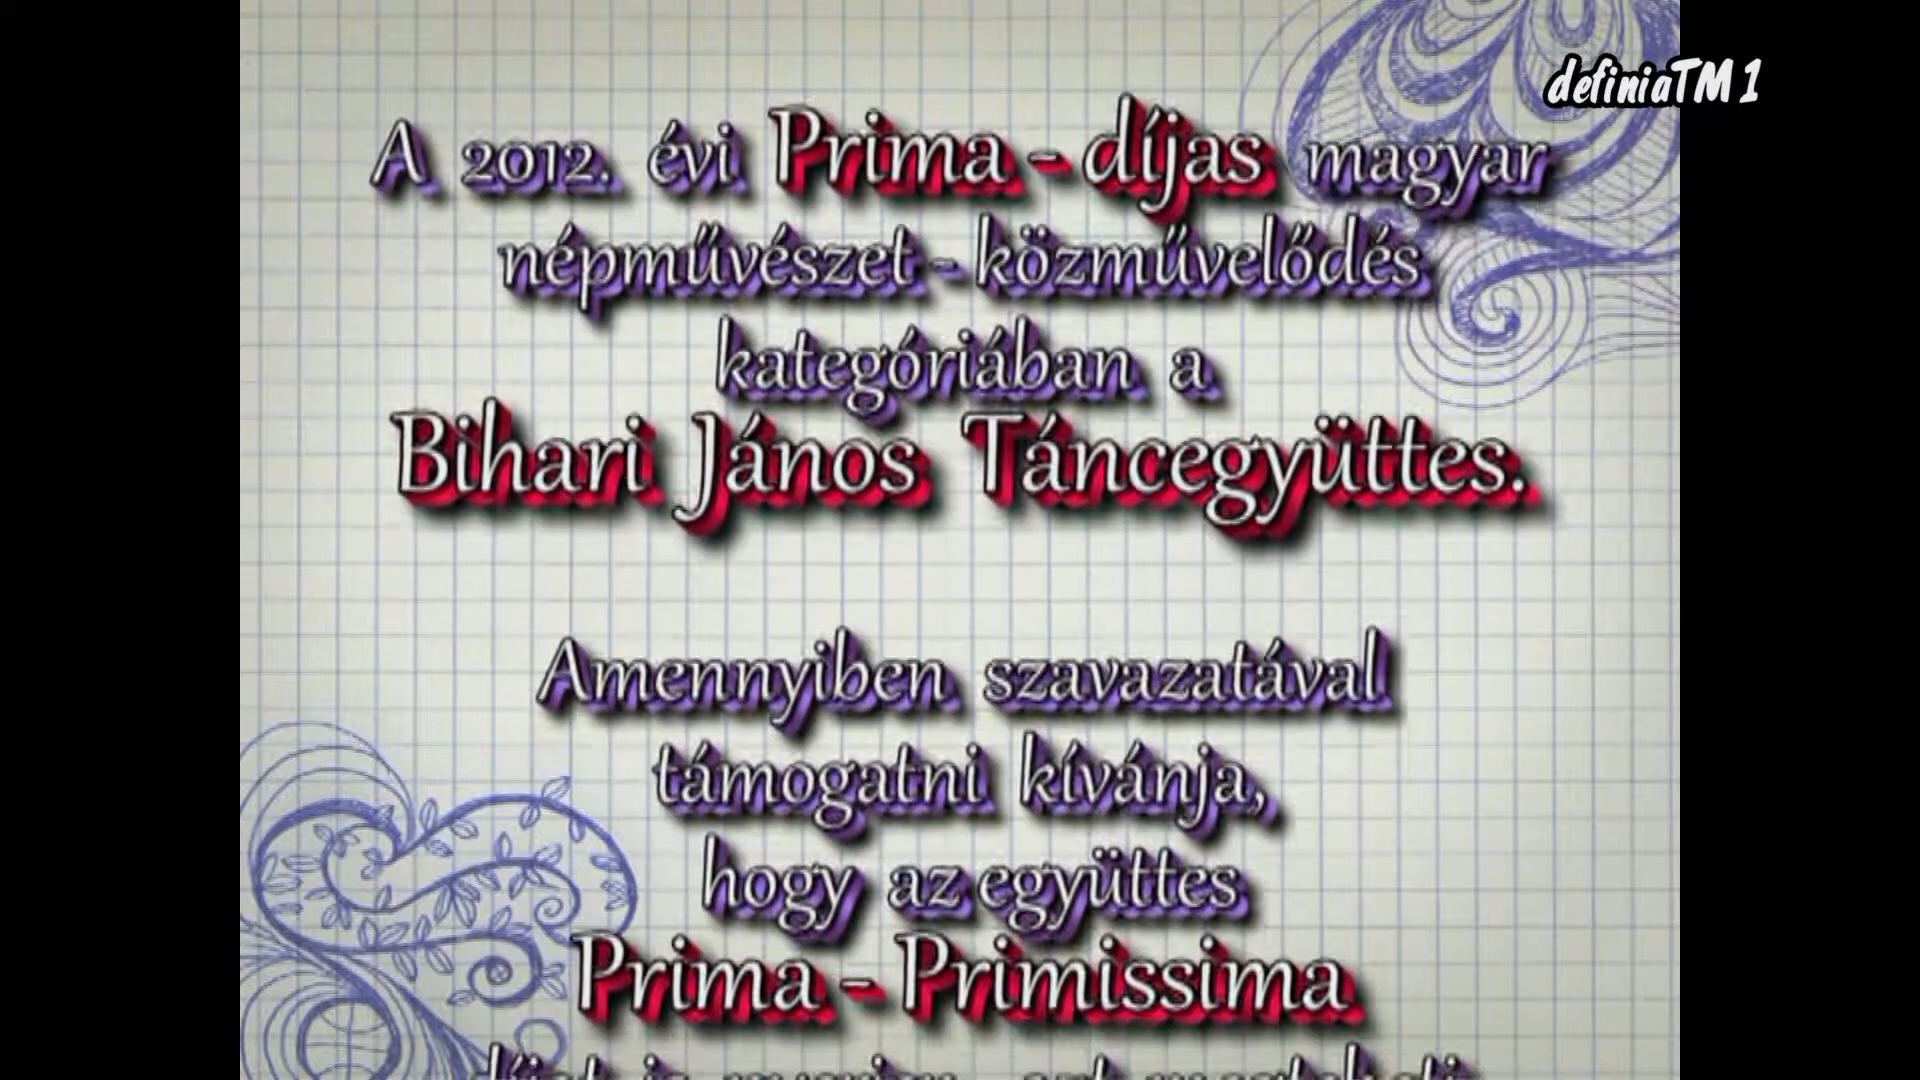 definiaTM1
A 2012. évi Prima - díjas magyar
népművészet - közművelődés
kategóriában a
Bihari János Táncegyüttes.
Amennyiben szavazatával
támogatni kívánja,
hogy az együttes
Prima - Primissima